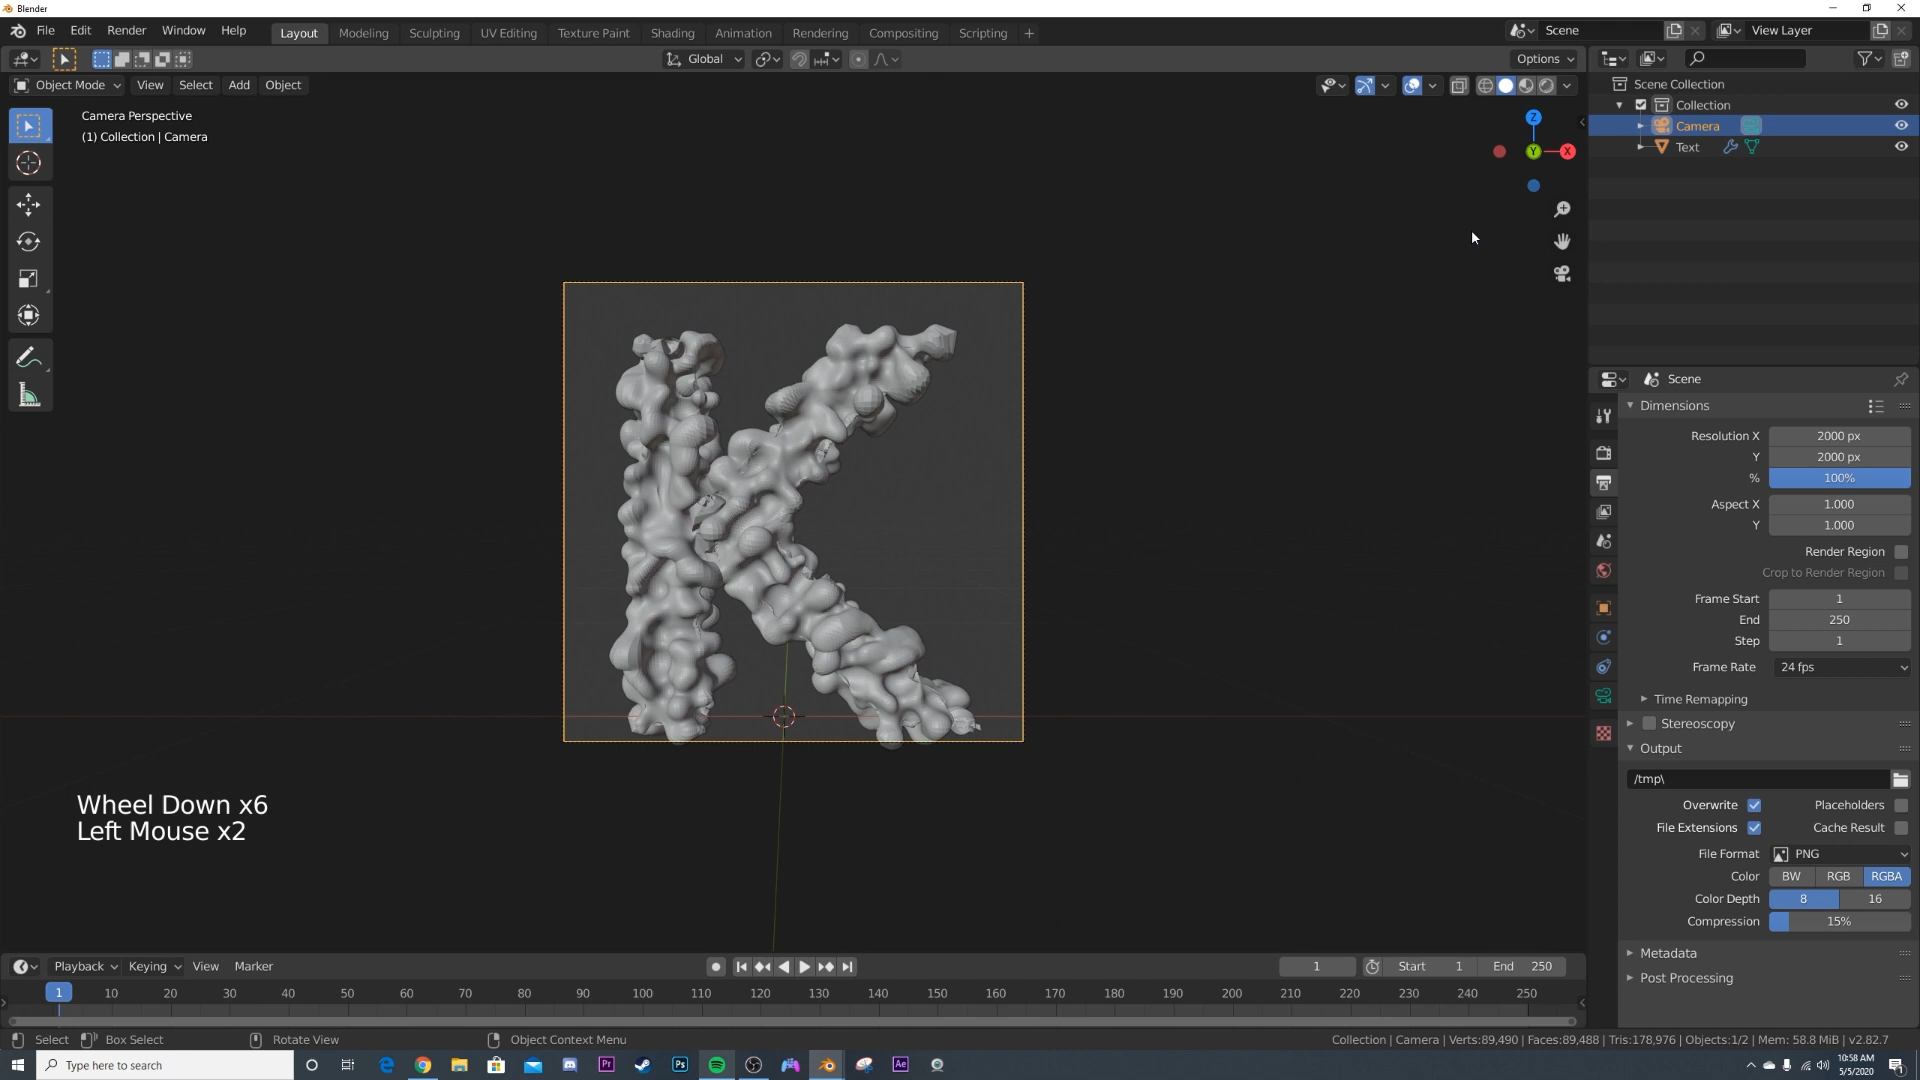 Blender
File Edit Render Window Help Layout Modeling Sculpting UV Editing Texture Paint Shading Animation Rendering Compositing Scripting + Scene View Layer
Global Options
Object Mode View Select Add Object
Camera Perspective
(1) Collection | Camera
Z
Y
X
Scene Collection
Collection
Camera
Text
Scene
Dimensions
Resolution X 2000 px
Y 2000 px
% 100%
Aspect X 1.000
Y 1.000
Render Region
Crop to Render Region
Frame Start 1
End 250
Step 1
Frame Rate 24 fps
Time Remapping
Stereoscopy
Output
/tmp\
Overwrite Placeholders
File Extensions Cache Result
File Format PNG
Color BW RGB RGBA
Color Depth 8 16
Compression 15%
Metadata
Post Processing
Wheel Down x6
Left Mouse x2
Playback Keying View Marker 1 Start 1 End 250
1 10 20 30 40 50 60 70 80 90 100 110 120 130 140 150 160 170 180 190 200 210 220 230 240 250
Select Box Select Rotate View Object Context Menu Collection | Camera | Verts:89,490 | Faces:89,488 | Tris:178,976 | Objects:1/2 | Mem: 58.8 MiB | v2.82.7
Type here to search
Pr
Ps
Ae
10:58 AM
5/5/2020